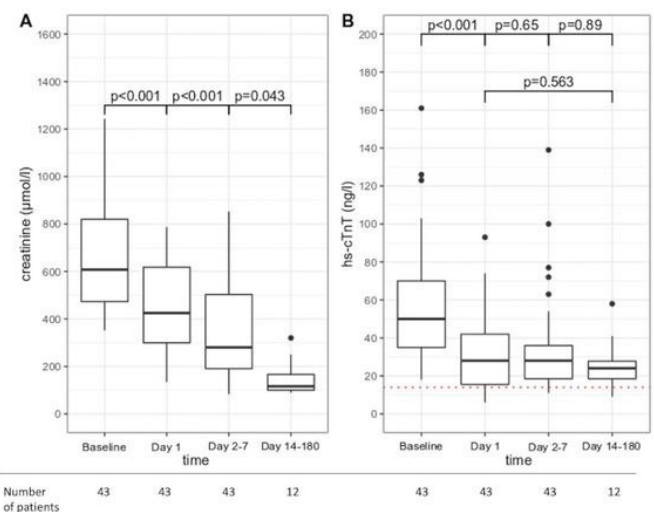 A
1600
1400
1200
1000
800
600
400
200
0
creatinine (µmol/l)
p<0.001 p<0.001 p=0.043
Baseline Day 1 Day 2-7 Day 14-180
time
B
200
180
160
140
120
100
80
60
40
20
0
hs-cTnT (ng/l)
p<0.001 p=0.65 p=0.89
p=0.563
Baseline Day 1 Day 2-7 Day 14-180
time
Number 43 43 43 12 43 43 43 12
of patients